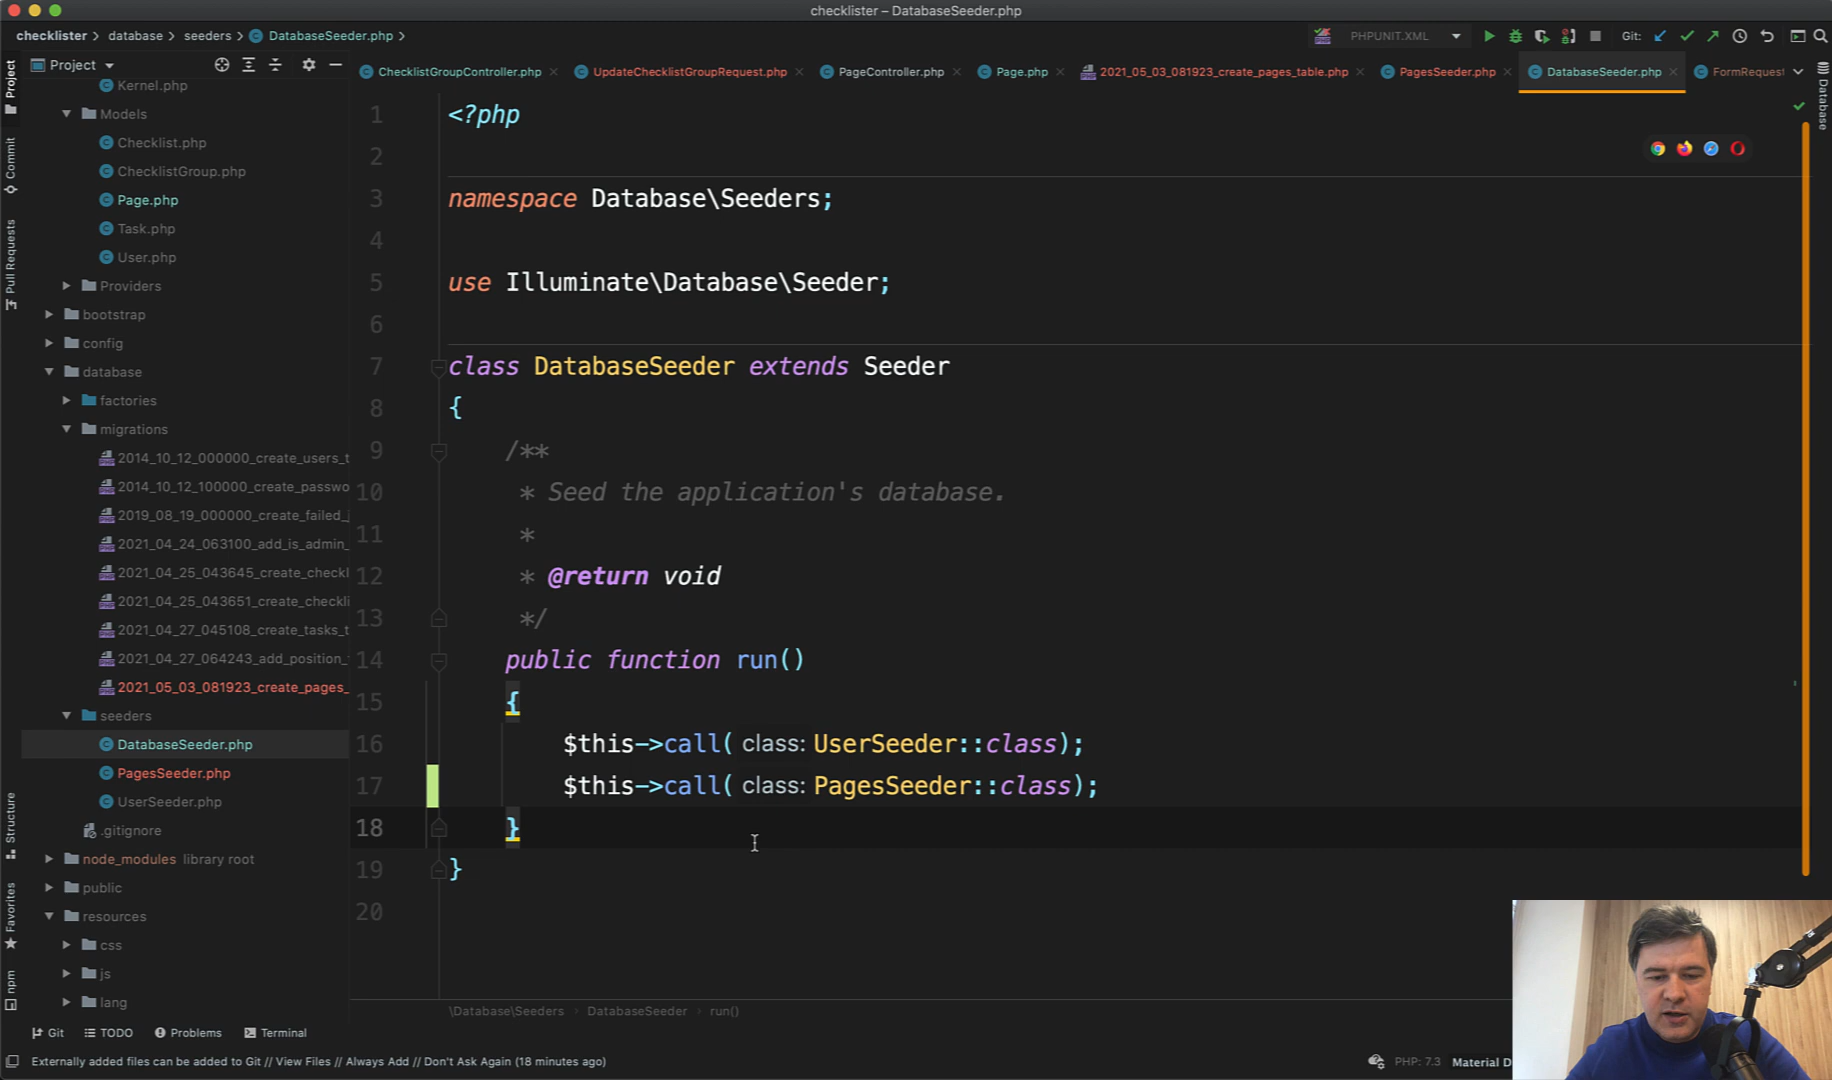 checklister – DatabaseSeeder.php
checklister > database > seeders > DatabaseSeeder.php >
PHPUNIT.XML
Git:
Project
ChecklistGroupController.php
UpdateChecklistGroupRequest.php
PageController.php
Page.php
2021_05_03_081923_create_pages_table.php
PagesSeeder.php
DatabaseSeeder.php
FormRequest
Project
Commit
Pull Requests
Structure
Favorites
npm
Database
Kernel.php
Models
Checklist.php
ChecklistGroup.php
Page.php
Task.php
User.php
Providers
bootstrap
config
database
factories
migrations
2014_10_12_000000_create_users_t
2014_10_12_100000_create_passwo
2019_08_19_000000_create_failed_j
2021_04_24_063100_add_is_admin_
2021_04_25_043645_create_checkl
2021_04_25_043651_create_checkli
2021_04_27_045108_create_tasks_t
2021_04_27_064243_add_position_
2021_05_03_081923_create_pages_
seeders
DatabaseSeeder.php
PagesSeeder.php
UserSeeder.php
.gitignore
node_modules library root
public
resources
css
js
lang
1 <?php
2
3 namespace Database\Seeders;
4
5 use Illuminate\Database\Seeder;
6
7 class DatabaseSeeder extends Seeder
8 {
9 /**
10 * Seed the application's database.
11 *
12 * @return void
13 */
14 public function run()
15 {
16 $this->call( class: UserSeeder::class);
17 $this->call( class: PagesSeeder::class);
18 }
19 }
20
\Database\Seeders > DatabaseSeeder > run()
Git TODO Problems Terminal
Externally added files can be added to Git // View Files // Always Add // Don't Ask Again (18 minutes ago)
PHP: 7.3 Material D